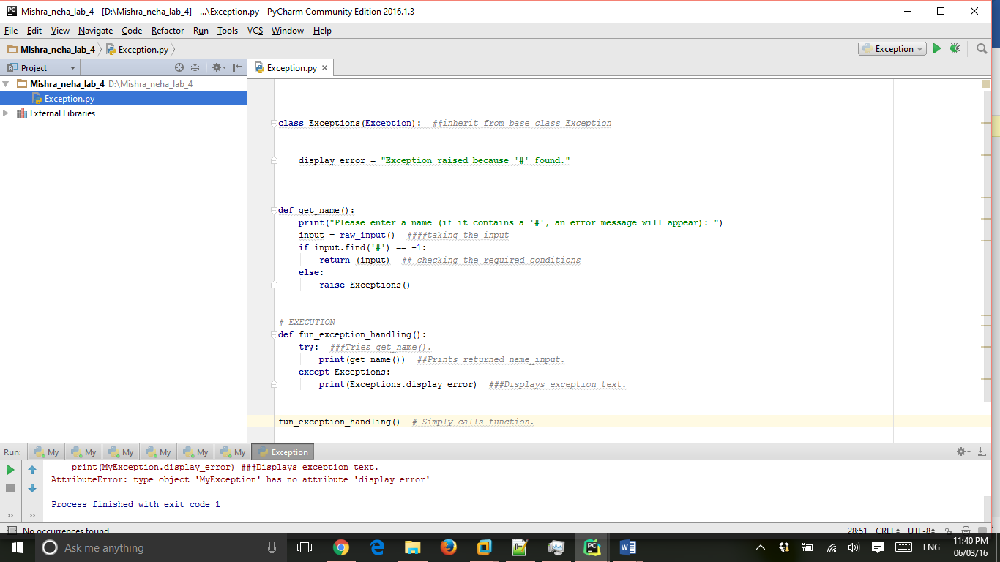 Mishra_neha_lab_4 - [D:\Mishra_neha_lab_4] - ...\Exception.py - PyCharm Community Edition 2016.1.3
File Edit View Navigate Code Refactor Run Tools VCS Window Help
Mishra_neha_lab_4 Exception.py Exception
Project Exception.py
Mishra_neha_lab_4 D:\Mishra_neha_lab_4
Exception.py
External Libraries
class Exceptions(Exception):  ##inherit from base class Exception
    display_error = "Exception raised because '#' found."
def get_name():
    print("Please enter a name (if it contains a '#', an error message will appear): ")
    input = raw_input()  ####taking the input
    if input.find('#') == -1:
        return (input)  ## checking the required conditions
    else:
        raise Exceptions()
# EXECUTION
def fun_exception_handling():
    try:  ###Tries get_name().
        print(get_name())  ##Prints returned name_input.
    except Exceptions:
        print(Exceptions.display_error)  ###Displays exception text.
fun_exception_handling()  # Simply calls function.
Run: My My My My My My Exception
    print(MyException.display_error) ###Displays exception text.
AttributeError: type object 'MyException' has no attribute 'display_error'
Process finished with exit code 1
No occurrences found 28:51 CRLF UTF-8
Ask me anything ENG 11:40 PM
06/03/16